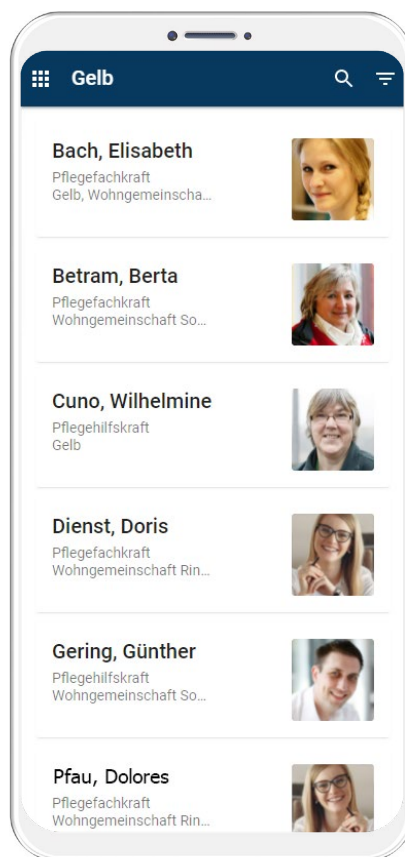 Gelb
Bach, Elisabeth
Pflegefachkraft
Gelb, Wohngemeinscha...
Betram, Berta
Pflegefachkraft
Wohngemeinschaft So...
Cuno, Wilhelmine
Pflegehilfskraft
Gelb
Dienst, Doris
Pflegefachkraft
Wohngemeinschaft Rin...
Gering, Günther
Pflegehilfskraft
Wohngemeinschaft So...
Pfau, Dolores
Pflegefachkraft
Wohngemeinschaft Rin...